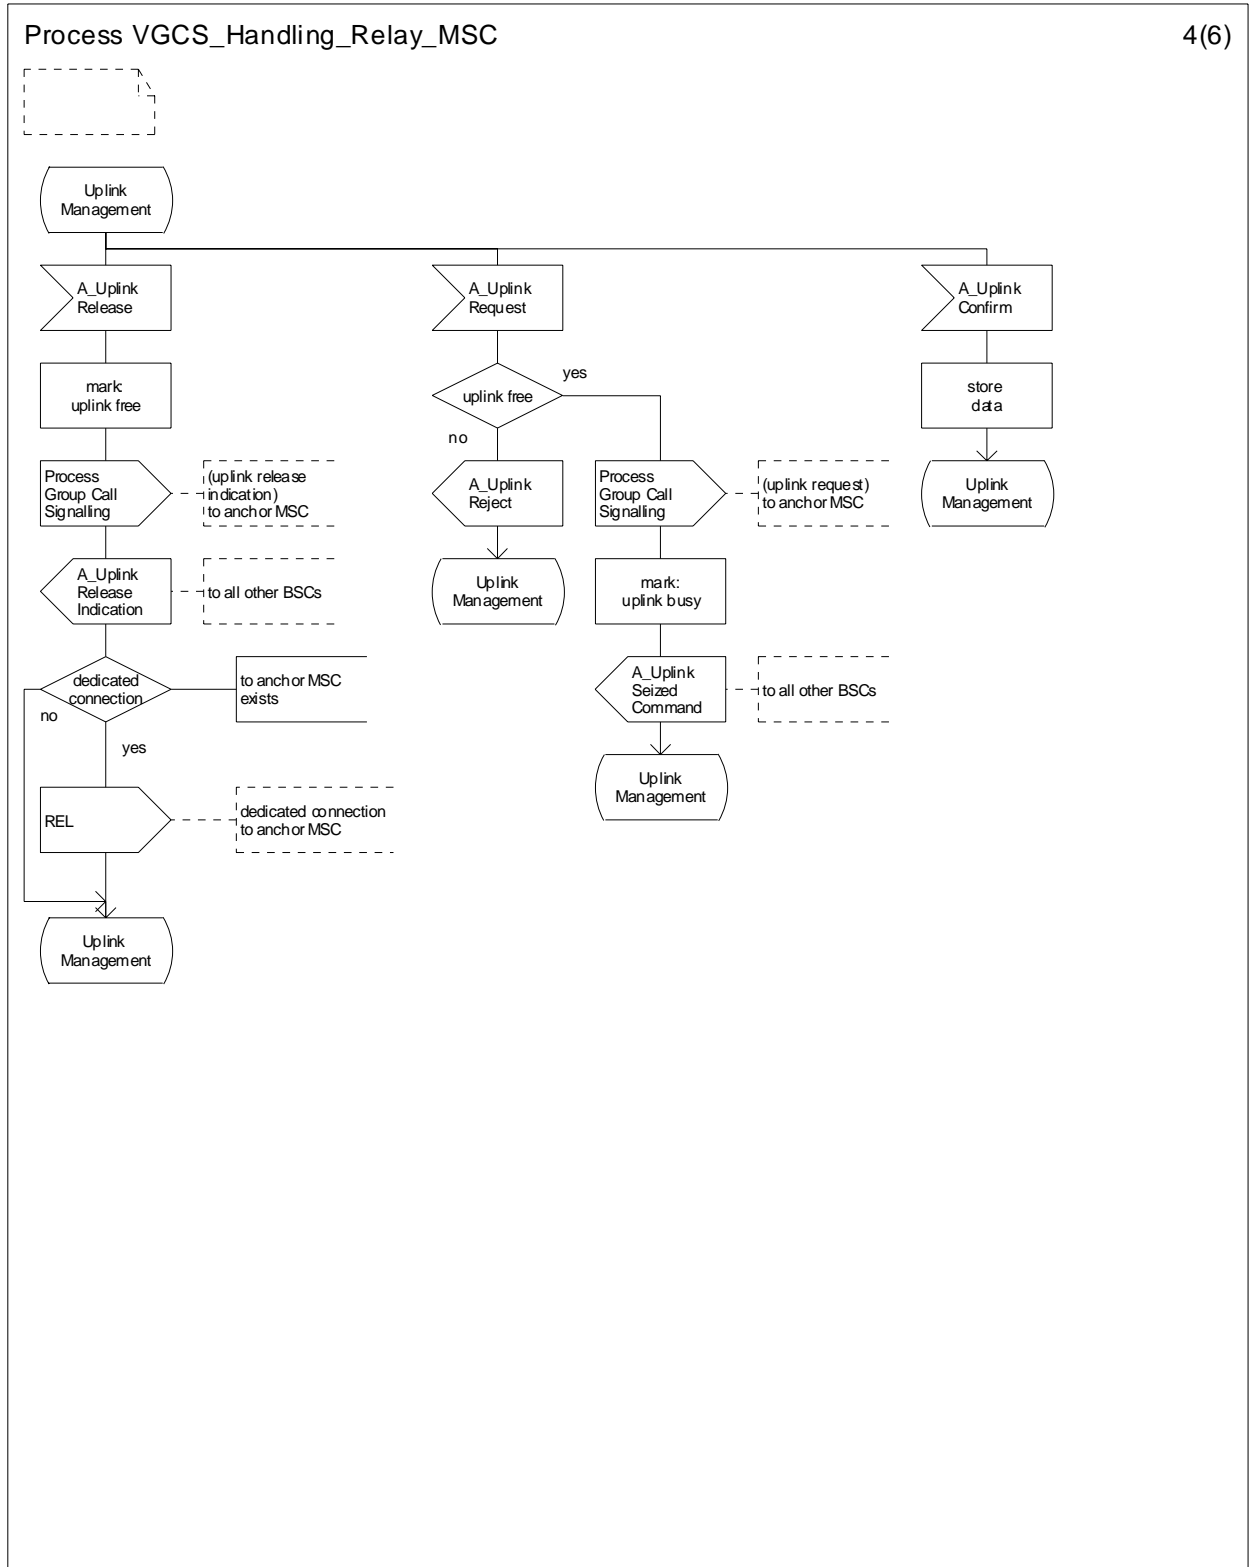 Process VGCS_Handling_Relay_MSC
4(6)
Uplink
Management
A_Uplink
Release
A_Uplink
Request
A_Uplink
Confirm
mark:
uplink free
uplink free
yes
no
store
data
Process
Group Call
Signalling
(uplink release
indication)
to anchor MSC
A_Uplink
Reject
Process
Group Call
Signalling
(uplink request)
to anchor MSC
Uplink
Management
A_Uplink
Release
Indication
to all other BSCs
Uplink
Management
mark:
uplink busy
dedicated
connection
to anchor MSC
exists
no
yes
A_Uplink
Seized
Command
to all other BSCs
REL
dedicated connection
to anchor MSC
Uplink
Management
Uplink
Management